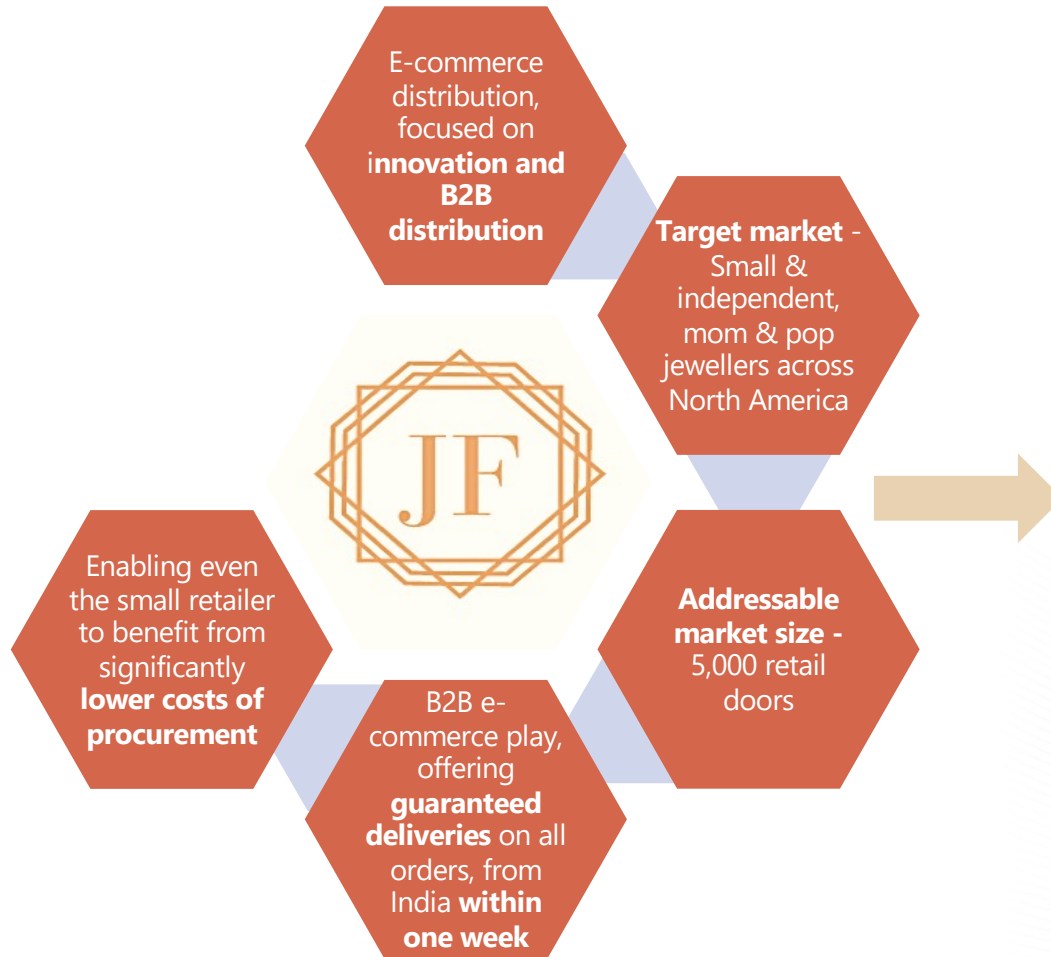 E-commerce
distribution,
focused on
innovation and
B2B
distribution
Target market -
Small &
independent,
mom & pop
jewellers across
North America
JF
Addressable
market size -
5,000 retail
doors
B2B e-
commerce play,
offering
guaranteed
deliveries on all
orders, from
India within
one week
Enabling even
the small retailer
to benefit from
significantly
lower costs of
procurement